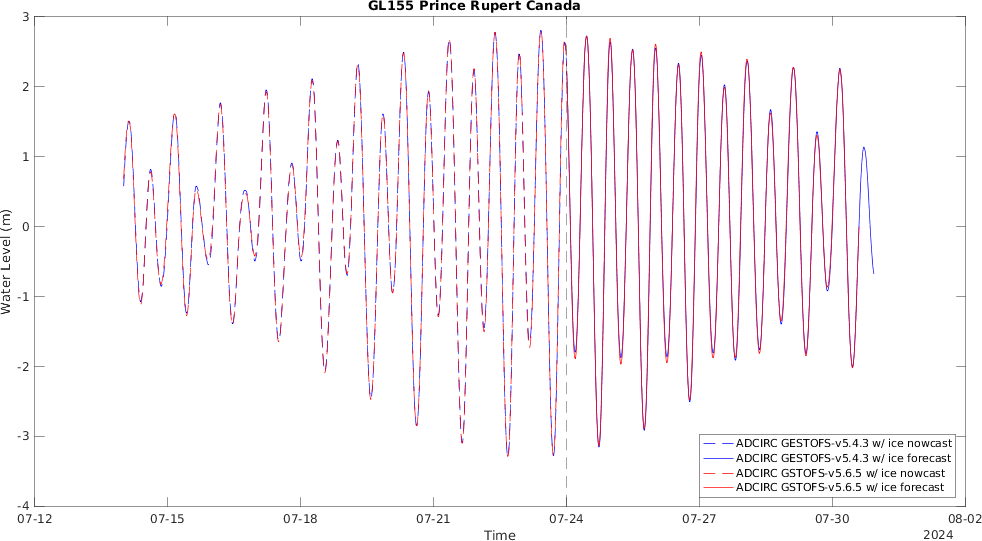 GL155 Prince Rupert Canada
3
2
1
0
-1
-2
-3
-4
Water Level (m)
ADCIRC GESTOFS-v5.4.3 w/ ice nowcast
ADCIRC GESTOFS-v5.4.3 w/ ice forecast
ADCIRC GSTOFS-v5.6.5 w/ ice nowcast
ADCIRC GSTOFS-v5.6.5 w/ ice forecast
07-12 07-15 07-18 07-21 07-24 07-27 07-30 08-02
Time
2024